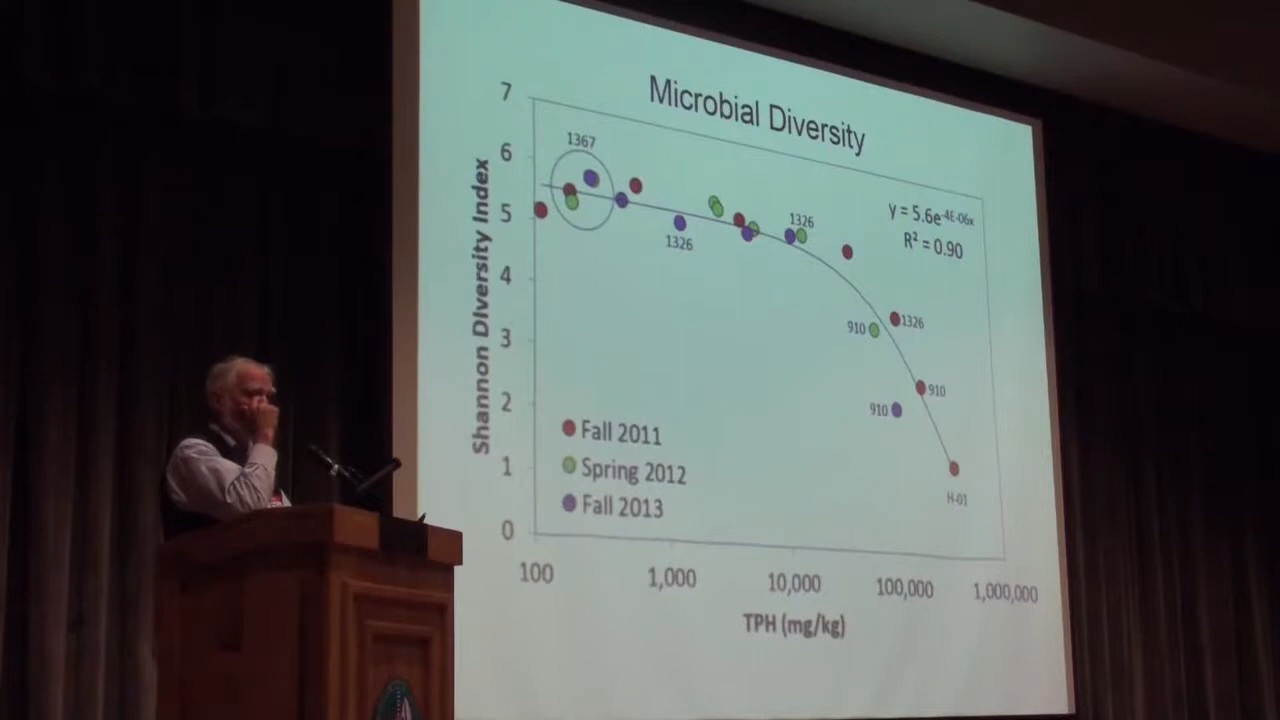 Microbial Diversity
7
6
5
4
3
2
1
0
Shannon DIversity Index
1367
1326
1326
y = 5.6e-4E-06x
R² = 0.90
910
1326
910
910
H-01
Fall 2011
Spring 2012
Fall 2013
100
1,000
10,000
100,000
1,000,000
TPH (mg/kg)